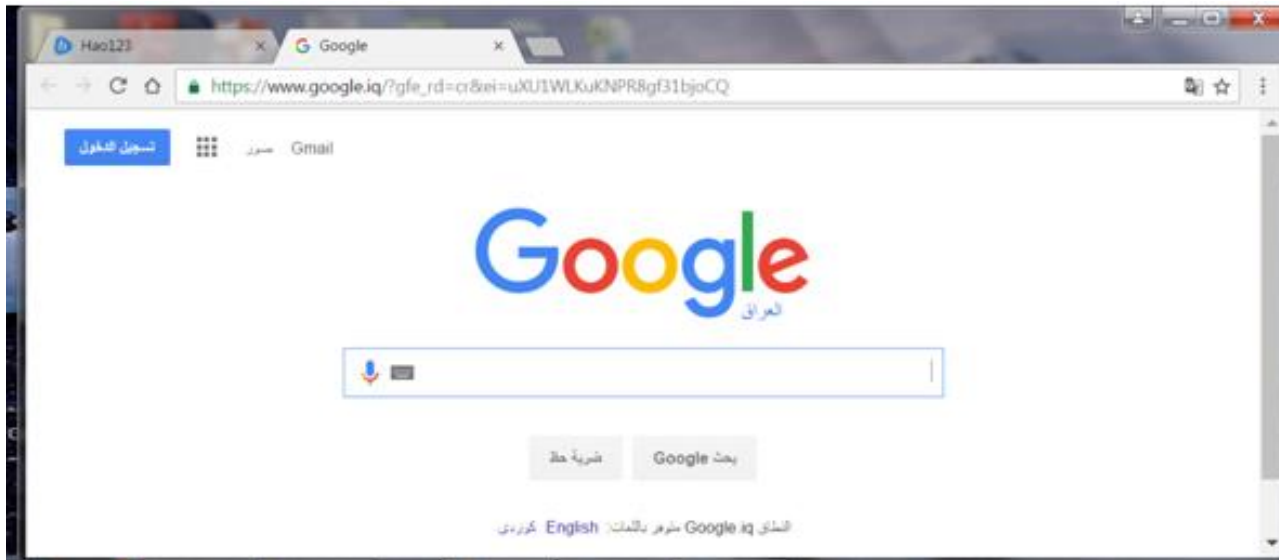 Hao123
Google
https://www.google.iq/?gfe_rd=cr&ei=uXU1WLKuKNPR8gf31bjoCQ
Gmail صور تسجيل الدخول
Google
العراق
بحث Google ضربة حظ
النطاق Google.iq متوفر باللغات: English كوردی